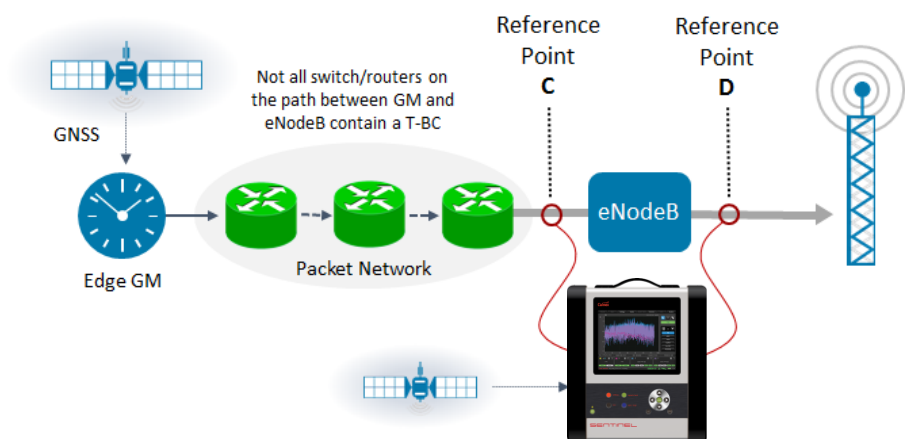 Reference
Point
C
Reference
Point
D
Not all switch/routers on
the path between GM and
eNodeB contain a T-BC
GNSS
eNodeB
Packet Network
Edge GM
SENTINEL